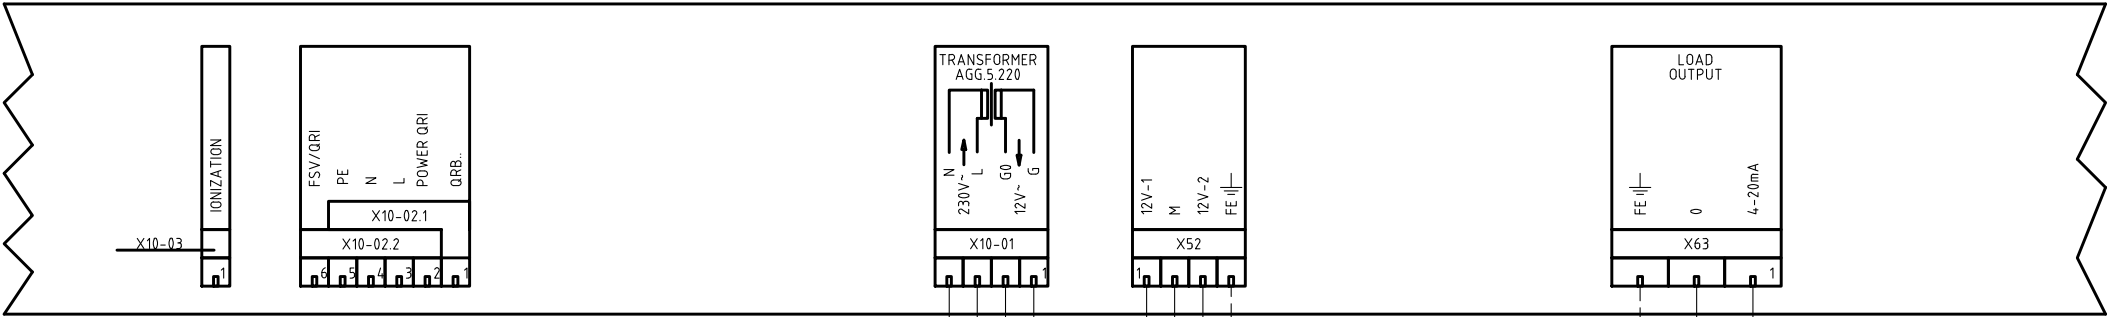 IONIZATION
X10-03
1
FSV/QRI
PE
N
L
POWER QRI
QRB..
X10-02.1
X10-02.2
6 5 4 3 2 1
TRANSFORMER
AGG.5.220
N
230V~
L
G0
12V~
G
X10-01
1
12V-1
M
12V-2
FE
X52
1
LOAD
OUTPUT
FE
0
4-20mA
X63
1